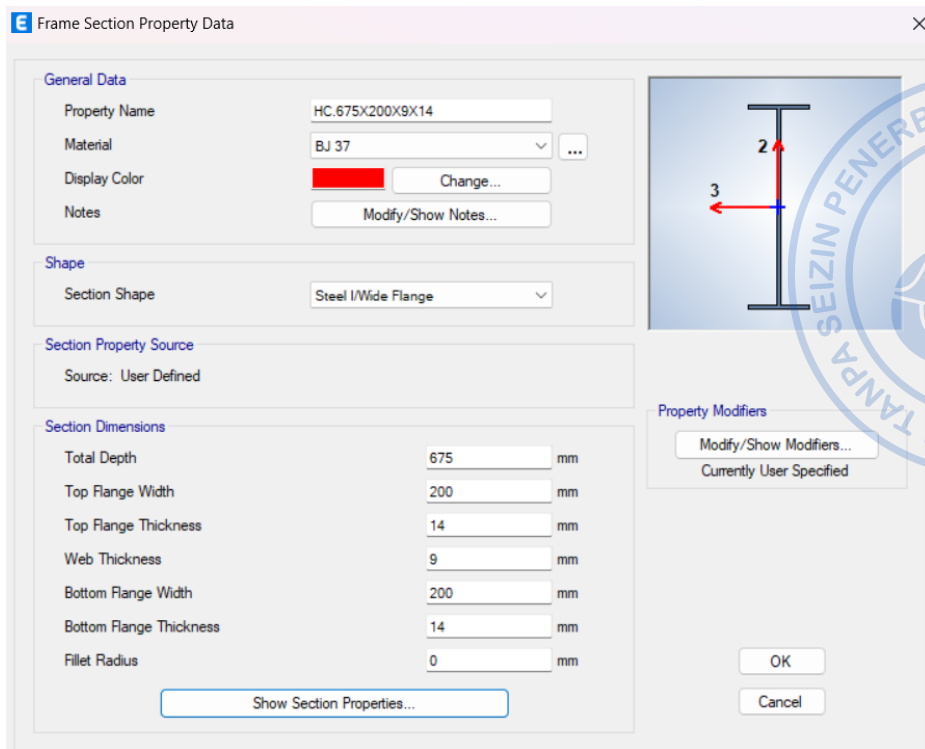 E Frame Section Property Data
General Data
Property Name HC.675X200X9X14
Material BJ 37 ...
Display Color Change...
Notes Modify/Show Notes...
Shape
Section Shape Steel I/Wide Flange
Section Property Source
Source: User Defined
Section Dimensions
Total Depth 675 mm
Top Flange Width 200 mm
Top Flange Thickness 14 mm
Web Thickness 9 mm
Bottom Flange Width 200 mm
Bottom Flange Thickness 14 mm
Fillet Radius 0 mm
Show Section Properties...
2
3
TANPA SEIZIN
Property Modifiers
Modify/Show Modifiers...
Currently User Specified
OK
Cancel